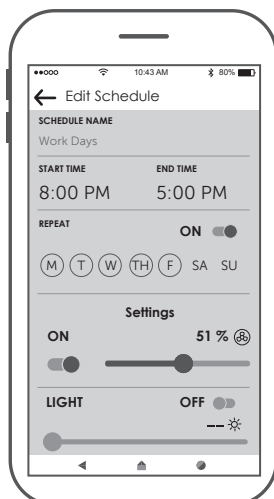 10:43 AM 80%
Edit Schedule
SCHEDULE NAME
Work Days
START TIME END TIME
8:00 PM 5:00 PM
REPEAT ON
M T W TH F SA SU
Settings
ON 51 %
LIGHT OFF
--